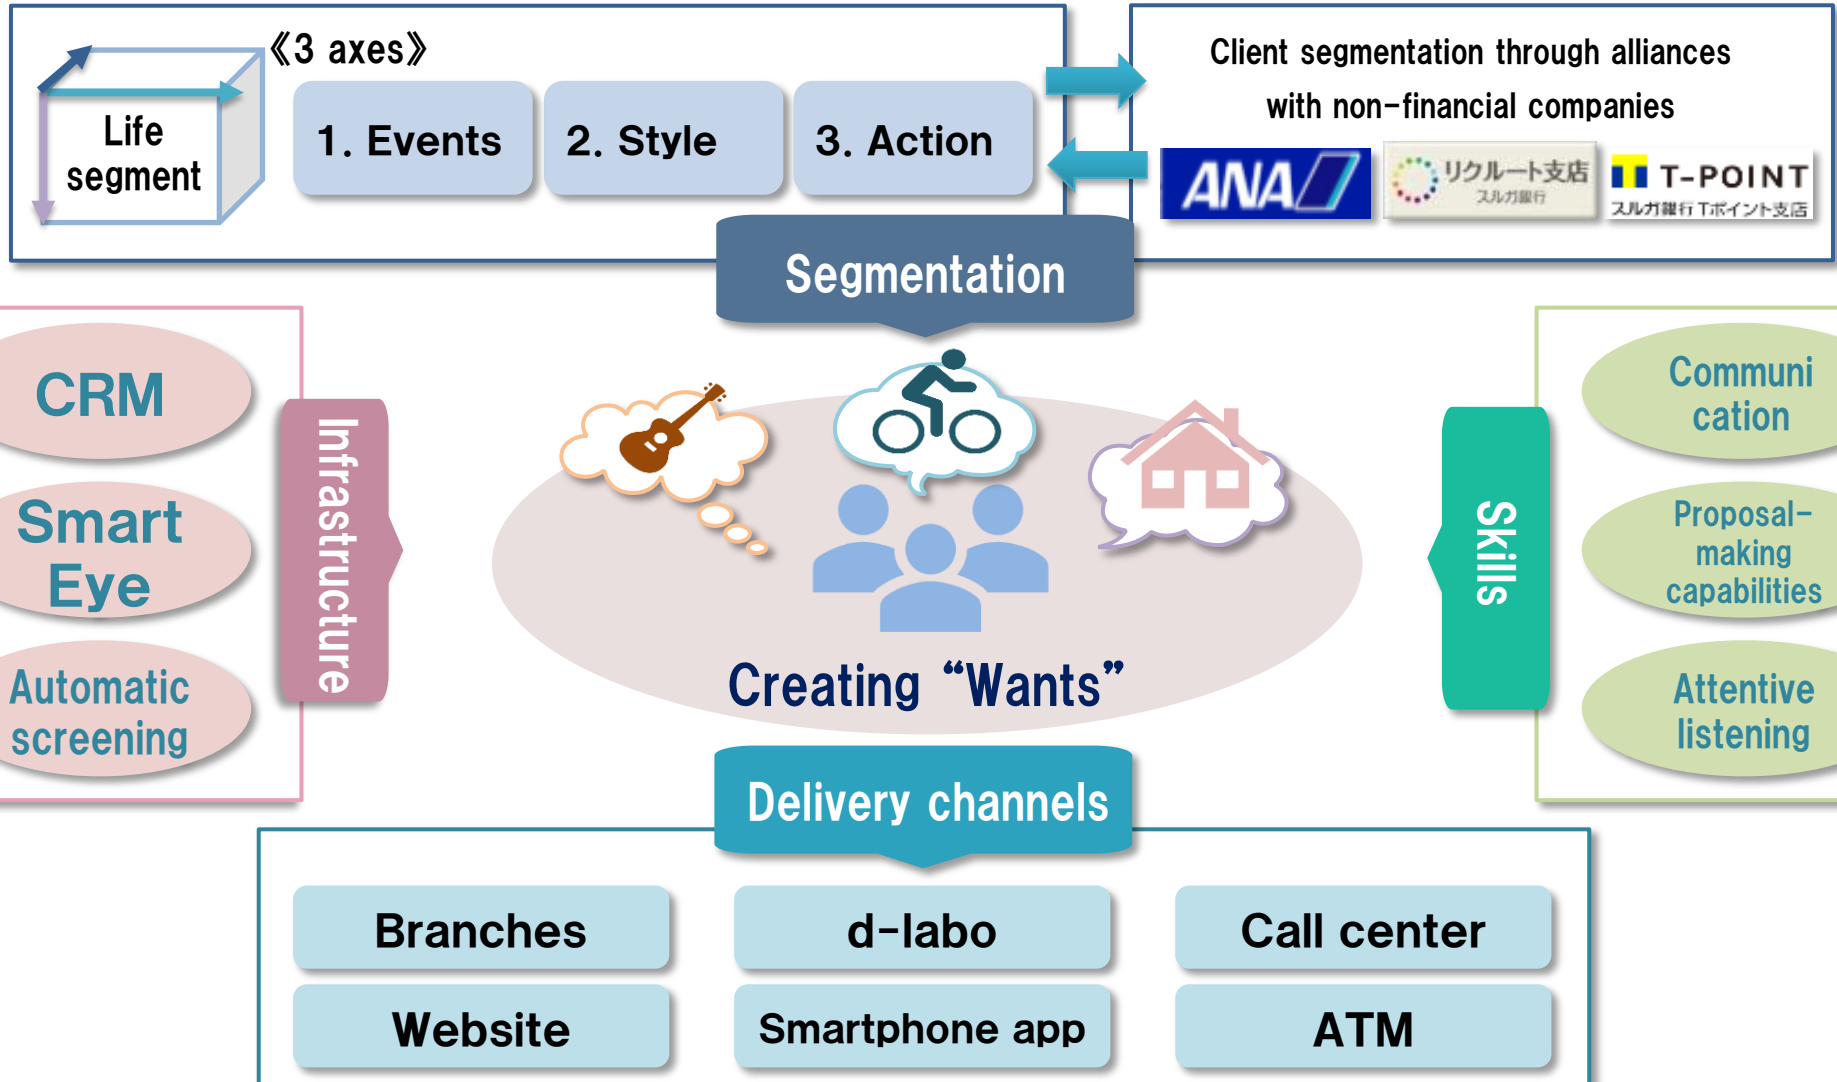 《3 axes》
Life
segment
1. Events
2. Style
3. Action
Client segmentation through alliances
with non-financial companies
ANA
リクルート支店
スルガ銀行
T-POINT
スルガ銀行 Tポイント支店
Segmentation
CRM
Smart
Eye
Automatic
screening
Infrastructure
Creating “Wants”
Skills
Communi
cation
Proposal-
making
capabilities
Attentive
listening
Delivery channels
Branches
d-labo
Call center
Website
Smartphone app
ATM